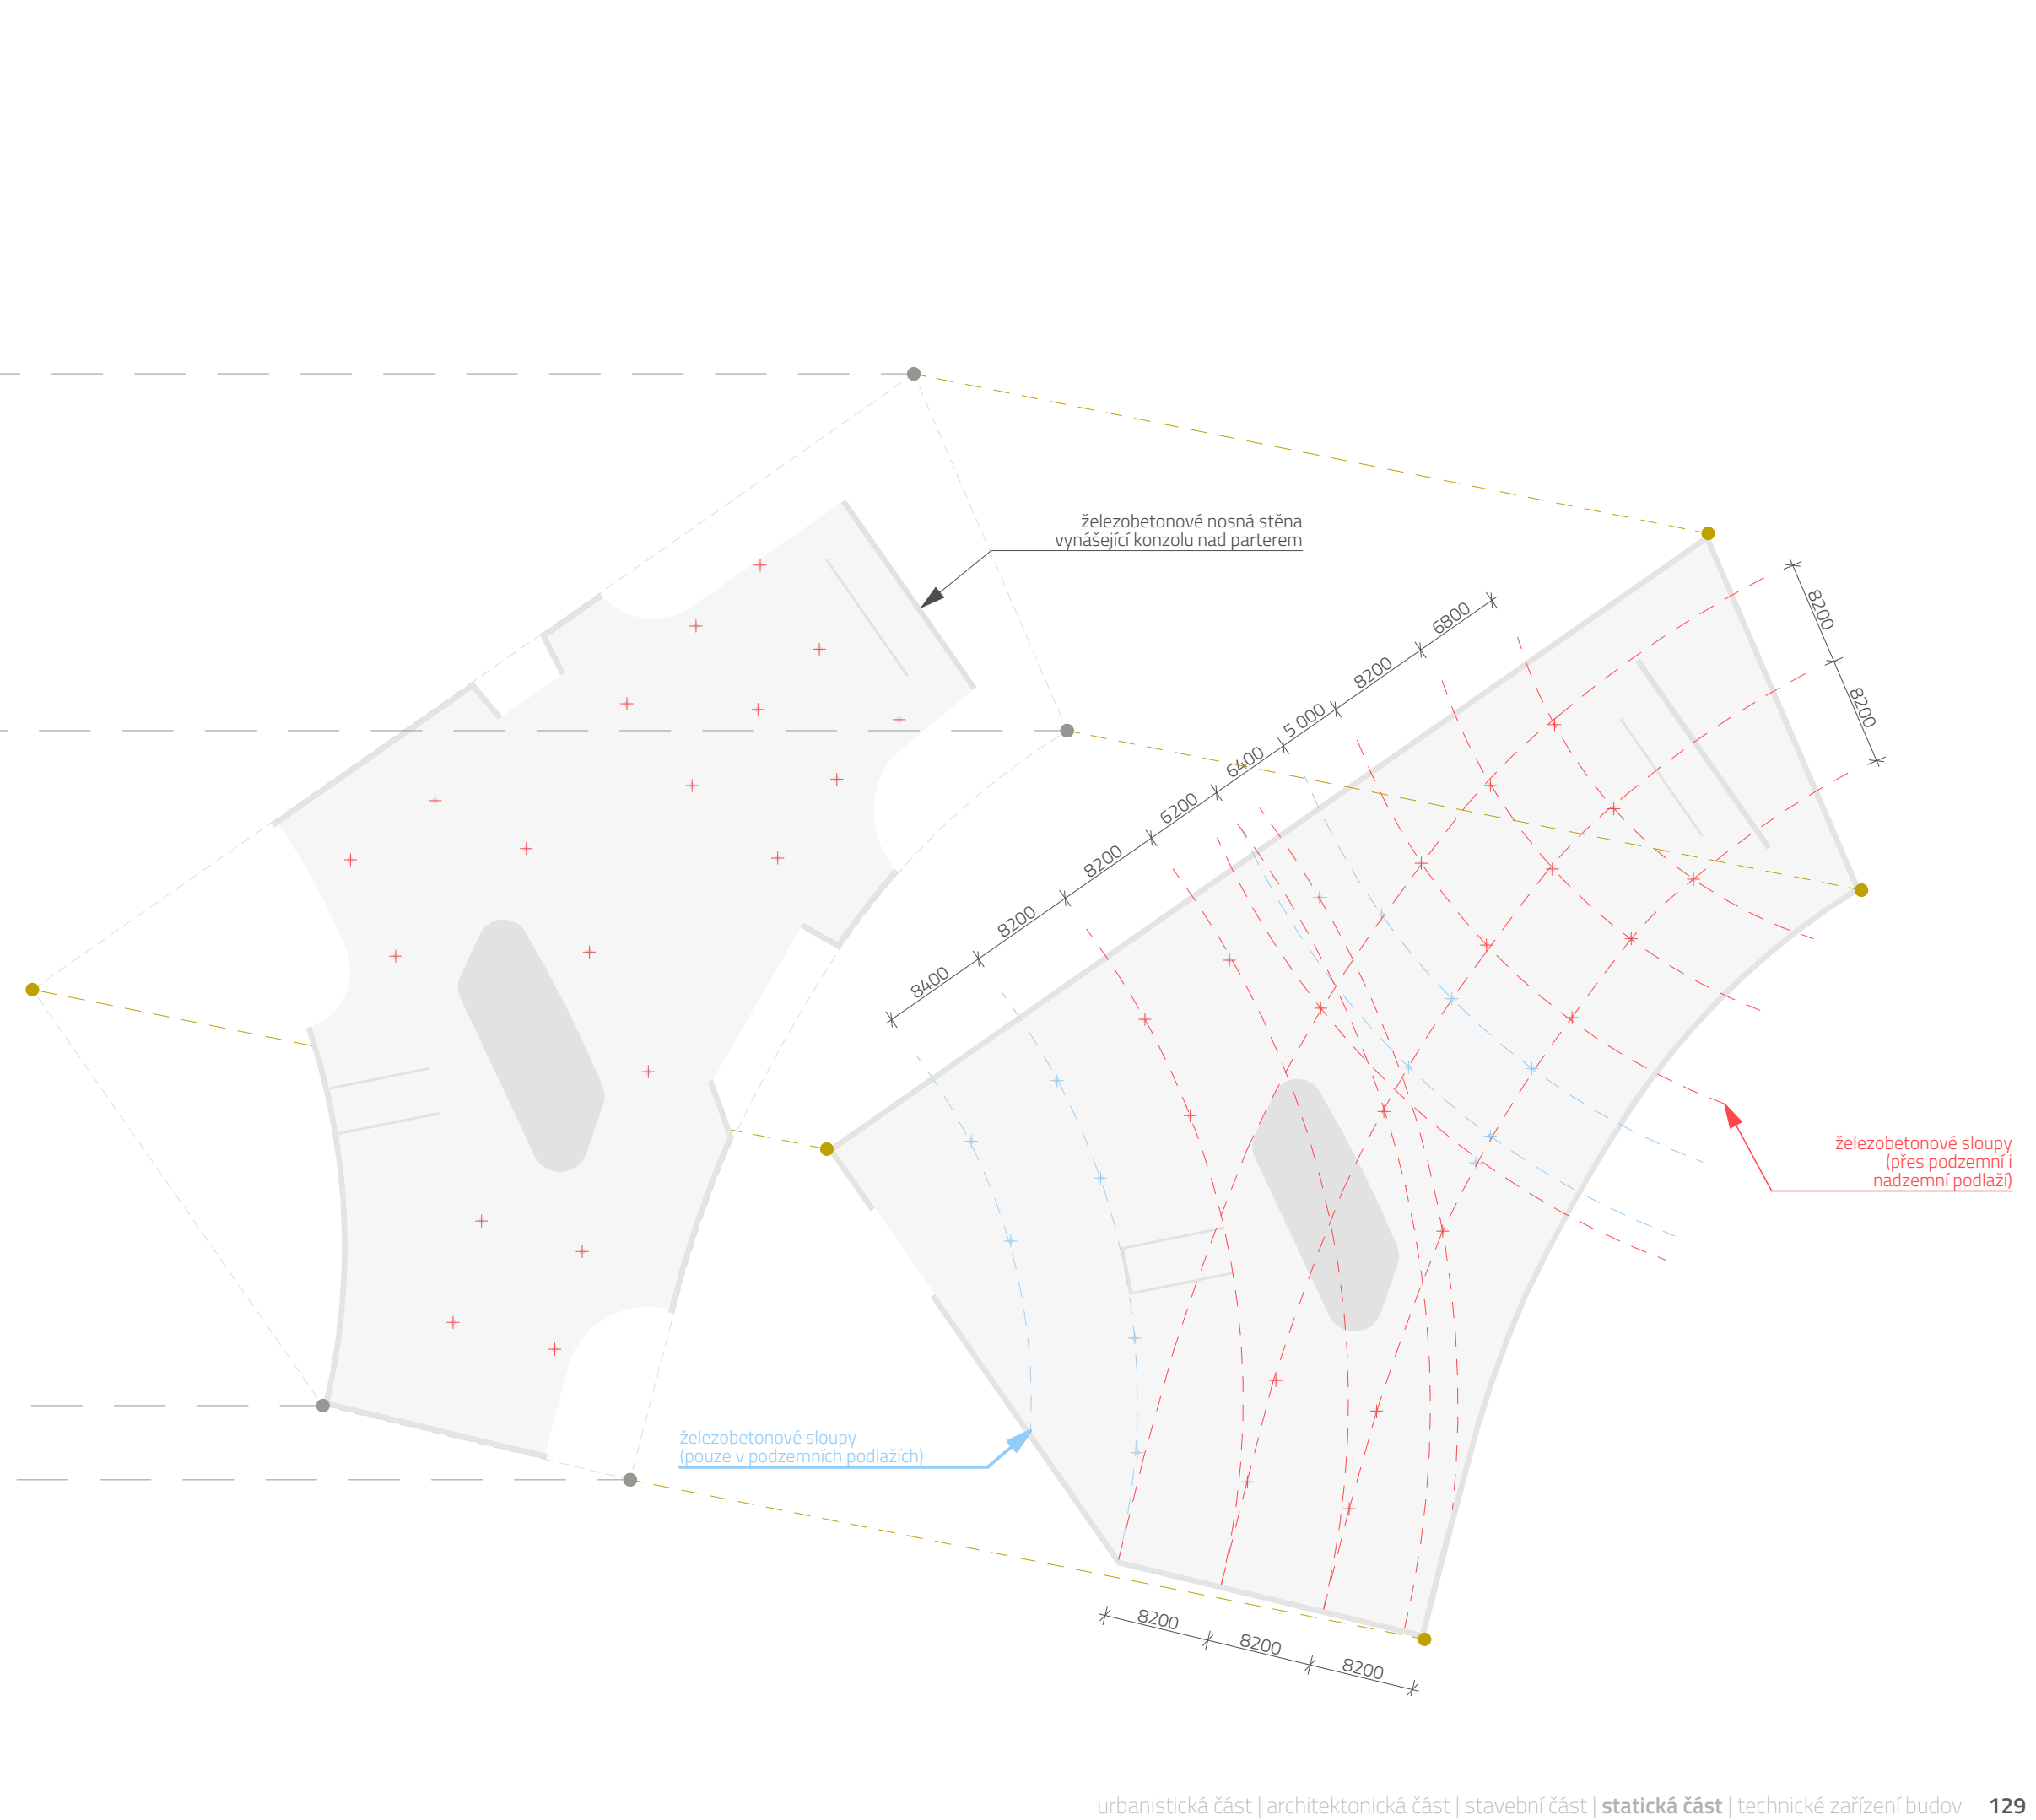 železobetonové nosná stěna
vynášející konzolu nad parterem
8200
8200
6800
8200
5 000
6400
6200
8200
8200
8400
železobetonové sloupy
(přes podzemní i
nadzemní podlaží)
železobetonové sloupy
(pouze v podzemních podlažích)
8200
8200
8200
urbanistická část | architektonická část | stavební část | statická část | technické zařízení budov 129